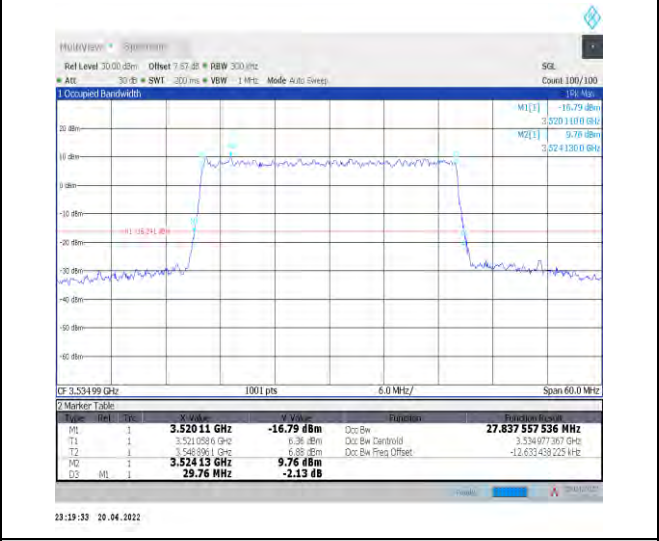 MultiView Spectrum
Ref Level 30.00 dBm Offset 7.67 dB RBW 300 kHz SGL
Att 30 dB SWT 200 ms VBW 1 MHz Mode Auto Sweep Count 100/100
1 Occupied Bandwidth 1Pk Max
M1[1] -16.79 dBm
3.520 110 0 GHz
20 dBm
M2[1] 9.76 dBm
3.524 130 0 GHz
10 dBm
0 dBm
-10 dBm
H1 -16.241 dBm
-20 dBm
-30 dBm
-40 dBm
-50 dBm
-60 dBm
CF 3.53499 GHz 1001 pts 6.0 MHz/ Span 60.0 MHz
2 Marker Table
Type Ref Trc X-Value Y-Value Function Function Result
M1 1 3.520 11 GHz -16.79 dBm Occ Bw 27.837 557 536 MHz
T1 1 3.521 058 6 GHz 6.36 dBm Occ Bw Centroid 3.534 977 367 GHz
T2 1 3.548 896 1 GHz 6.88 dBm Occ Bw Freq Offset -12.633 438 225 kHz
M2 1 3.524 13 GHz 9.76 dBm
D3 M1 1 29.76 MHz -2.13 dB
23:19:33 20.04.2022